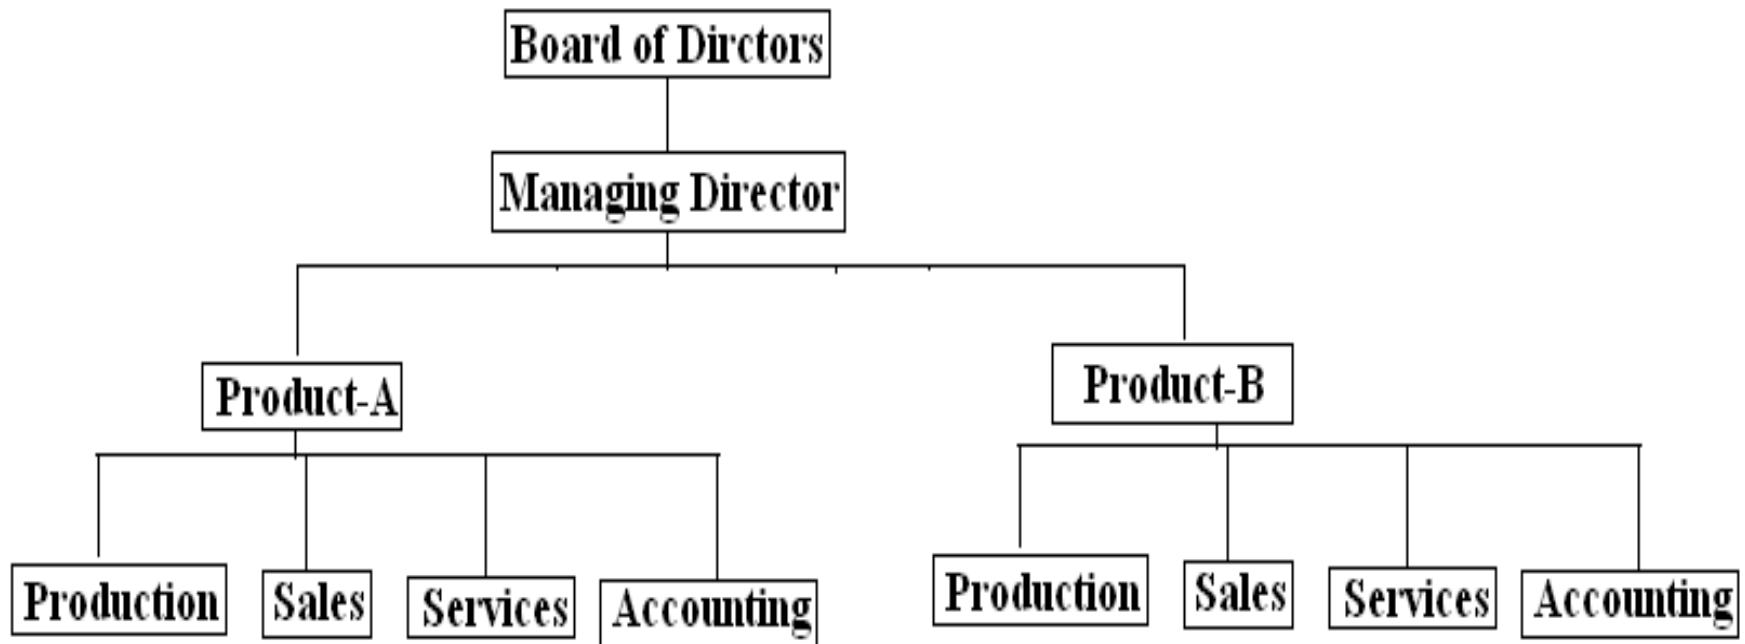 Board of Dirctors
Managing Director
Product-A
Product-B
Production
Sales
Services
Accounting
Production
Sales
Services
Accounting